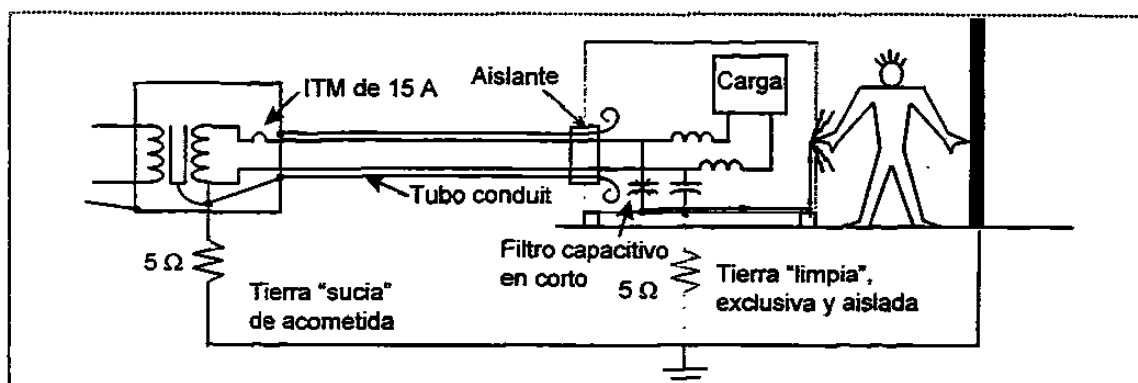 ITM de 15 A
Aislante
Carga
Tubo conduit
5 Ω
Tierra "sucia"
de acometida
Filtro capacitivo
en corto
5 Ω
Tierra "limpia",
exclusiva y aislada